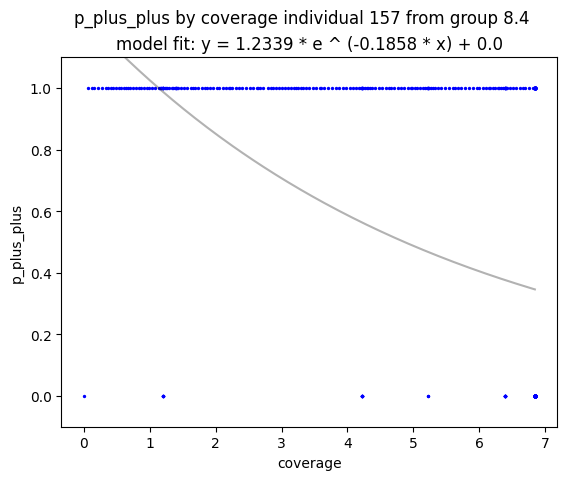 p_plus_plus by coverage individual 157 from group 8.4
model fit: y = 1.2339 * e ^ (-0.1858 * x) + 0.0
1.0
0.8
0.6
0.4
0.2
0.0
p_plus_plus
0 1 2 3 4 5 6 7
coverage